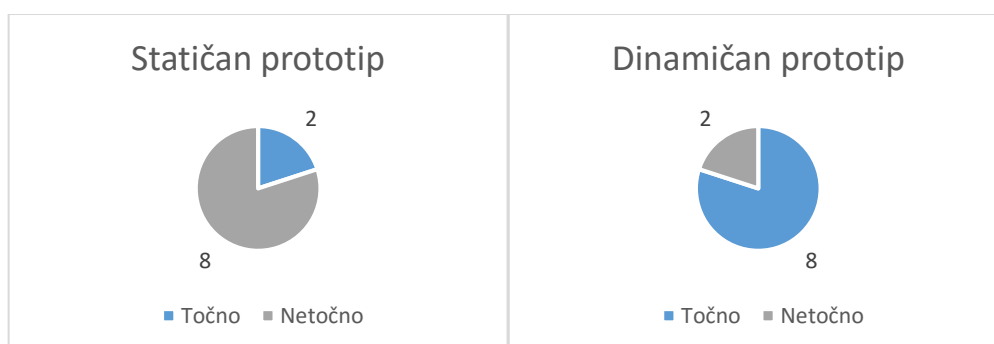 Statičan prototip
2
8
Točno Netočno
Dinamičan prototip
2
8
Točno Netočno